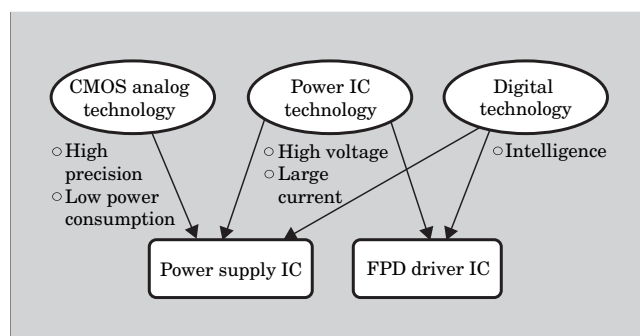 CMOS analog
technology
Power IC
technology
Digital
technology
○ High
precision
○ Low power
consumption
○ High voltage
○ Large
current
○ Intelligence
Power supply IC
FPD driver IC